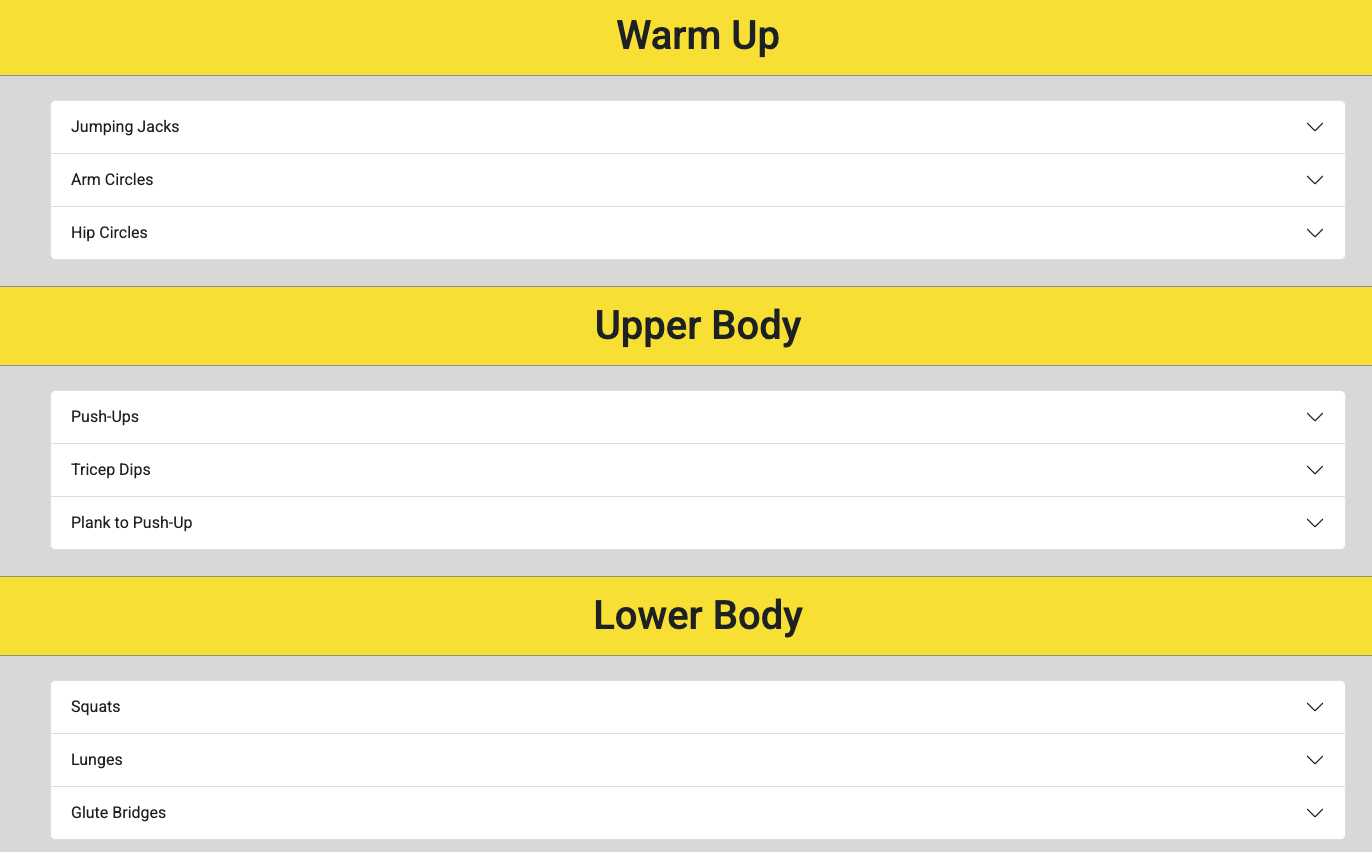 Warm Up
Jumping Jacks
Arm Circles
Hip Circles
Upper Body
Push-Ups
Tricep Dips
Plank to Push-Up
Lower Body
Squats
Lunges
Glute Bridges